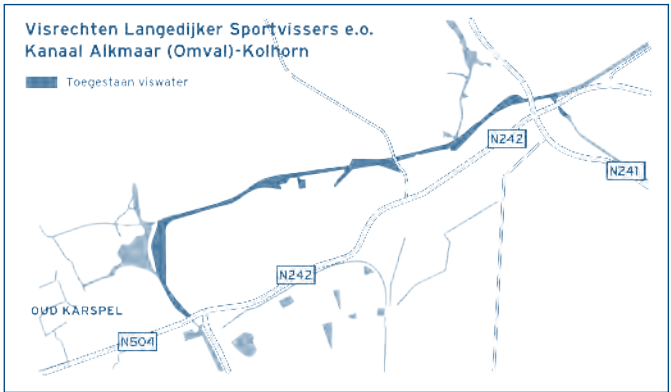 Visrechten Langedijker Sportvissers e.o.
Kanaal Alkmaar (Omval)-Kolhorn
Toegestaan viswater
N242
N241
N242
OUD KARSPEL
N504